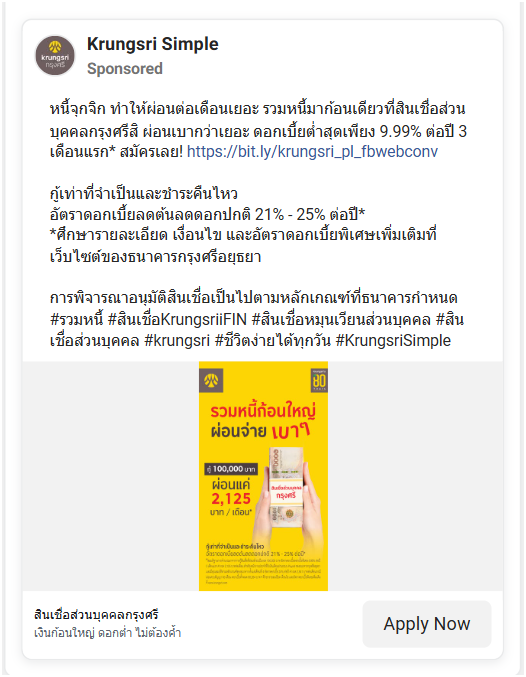 Krungsri Simple
Sponsored
krungsri
กรุงศรี
หนี้จุกจิก ทำให้ผ่อนต่อเดือนเยอะ รวมหนี้มาก้อนเดียวที่สินเชื่อส่วน
บุคคลกรุงศรีสิ ผ่อนเบากว่าเยอะ ดอกเบี้ยต่ำสุดเพียง 9.99% ต่อปี 3
เดือนแรก* สมัครเลย! https://bit.ly/krungsri_pl_fbwebconv
กู้เท่าที่จำเป็นและชำระคืนไหว
อัตราดอกเบี้ยลดต้นลดดอกปกติ 21% - 25% ต่อปี*
*ศึกษารายละเอียด เงื่อนไข และอัตราดอกเบี้ยพิเศษเพิ่มเติมที่
เว็บไซต์ของธนาคารกรุงศรีอยุธยา
การพิจารณาอนุมัติสินเชื่อเป็นไปตามหลักเกณฑ์ที่ธนาคารกำหนด
#รวมหนี้ #สินเชื่อKrungsriiFIN #สินเชื่อหมุนเวียนส่วนบุคคล #สิน
เชื่อส่วนบุคคล #krungsri #ชีวิตง่ายได้ทุกวัน #KrungsriSimple
80
รวมหนี้ก้อนใหญ่
ผ่อนจ่าย เบาๆ
กู้ 100,000 บาท
ผ่อนแค่
2,125
บาท / เดือน*
สินเชื่อส่วนบุคคล
กรุงศรี
กู้เท่าที่จำเป็นและชำระคืนไหว
อัตราดอกเบี้ยลดต้นลดดอกปกติ 21% - 25% ต่อปี*
สินเชื่อส่วนบุคคลกรุงศรี
เงินก้อนใหญ่ ดอกต่ำ ไม่ต้องค้ำ
Apply Now